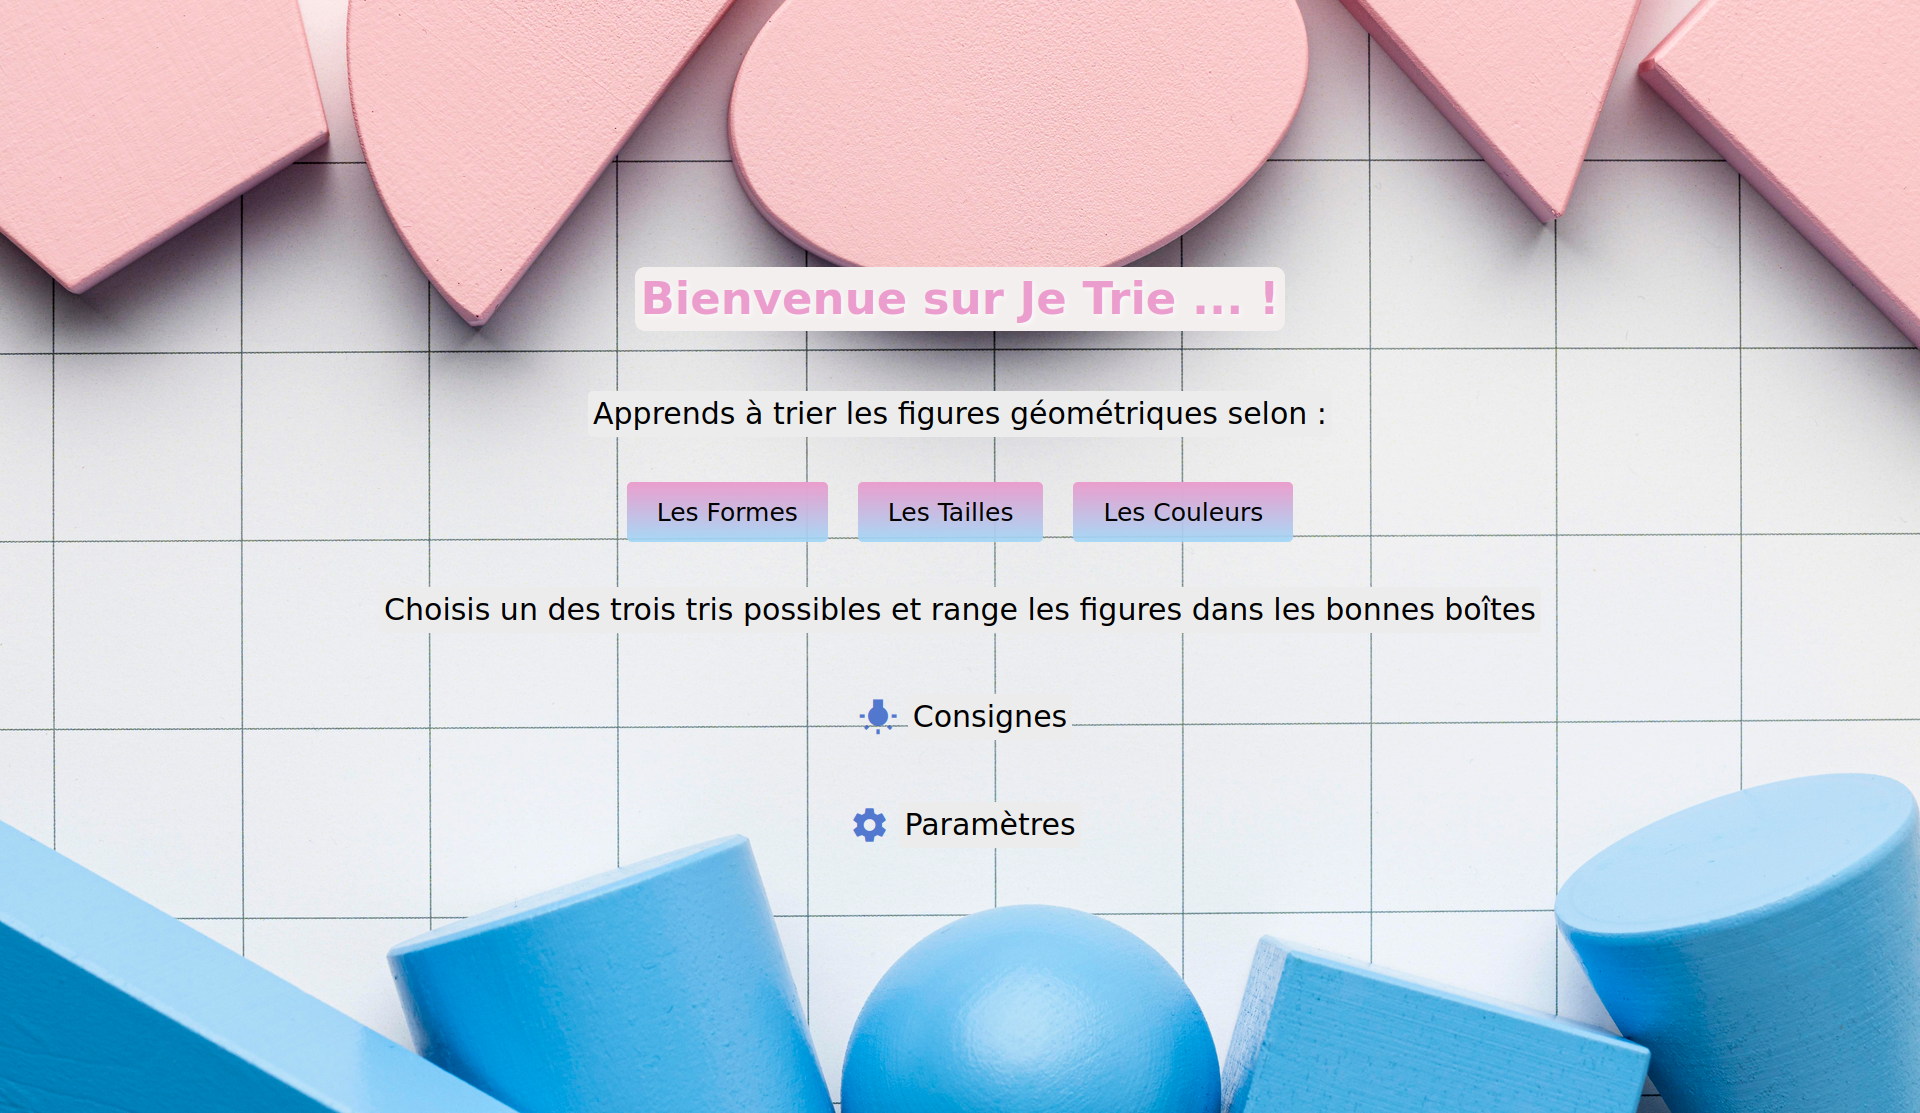 Bienvenue sur Je Trie ... !
Apprends à trier les figures géométriques selon :
Les Formes Les Tailles Les Couleurs
Choisis un des trois tris possibles et range les figures dans les bonnes boîtes
Consignes
Paramètres